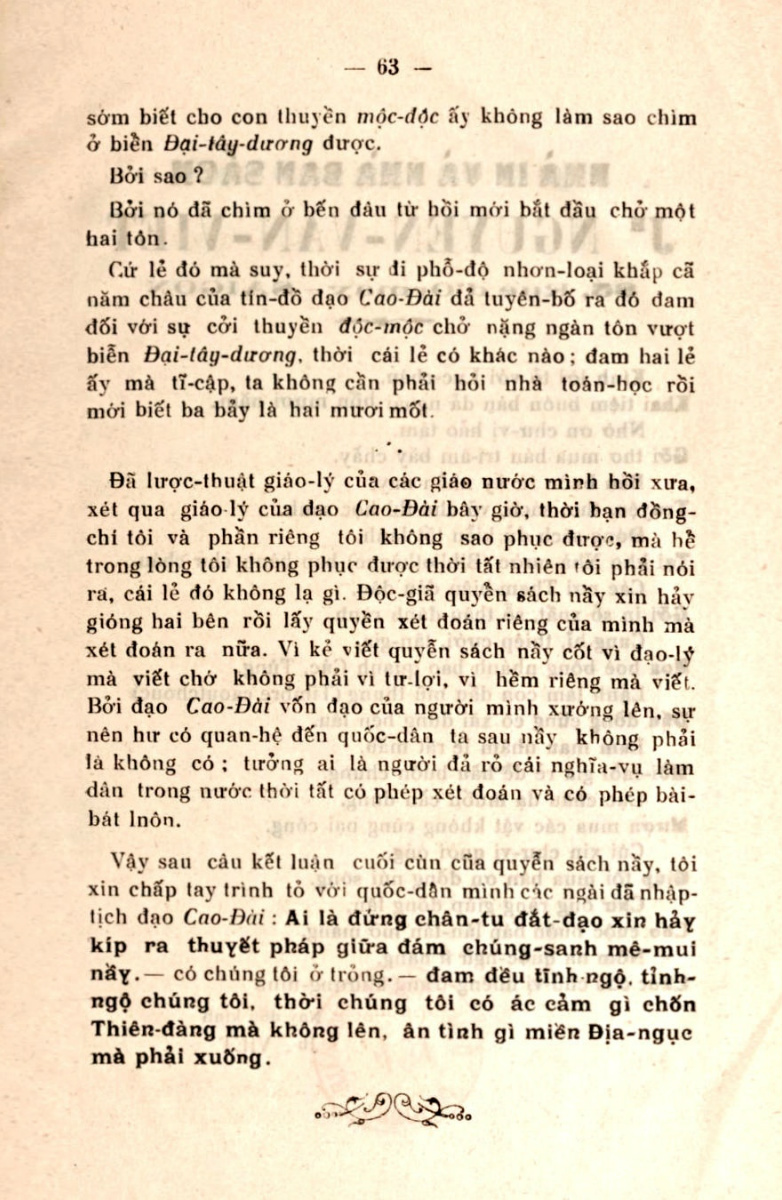 — 63 —
sớm biết cho con thuyền mộc-độc ấy không làm sao chìm
ở biển Đại-tây-dương được.
Bởi sao ?
Bởi nó đã chìm ở bến đâu từ hồi mới bắt đầu chở một
hai tôn.
Cứ lẻ đó mà suy, thời sự đi phổ-độ nhơn-loại khắp cã
năm châu của tín-đồ đạo Cao-Đài đả tuyên-bố ra đó đam
đối với sự cởi thuyền độc-mộc chở nặng ngàn tôn vượt
biển Đại-tây-dương, thời cái lẻ có khác nào ; đam hai lẻ
ấy mà tĩ-cập, ta không cần phải hỏi nhà toán-học rồi
mới biết ba bảy là hai mươi mốt.
Đã lược-thuật giáo-lý của các giáo nước mình hồi xưa,
xét qua giáo-lý của đạo Cao-Đài bây giờ, thời bạn đồng-
chí tôi và phần riêng tôi không sao phục được, mà hề
trong lòng tôi không phục được thời tất nhiên tôi phải nói
ra, cái lẻ đó không lạ gì. Độc-giã quyển sách nầy xin hảy
gióng hai bên rồi lấy quyền xét đoán riêng của mình mà
xét đoán ra nữa. Vì kẻ viết quyển sách nầy cốt vì đạo-lý
mà viết chớ không phải vì tư-lợi, vì hềm riêng mà viết.
Bởi đạo Cao-Đài vốn đạo của người mình xướng lên, sự
nên hư có quan-hệ đến quốc-dân ta sau nầy không phải
là không có ; tưởng ai là người đả rỏ cái nghĩa-vụ làm
dân trong nước thời tất có phép xét đoán và có phép bài-
bát lnôn.
Vậy sau câu kết luận cuối cùn cũa quyển sách nầy, tôi
xin chấp tay trình tỏ với quốc-dân mình các ngài đã nhập-
tịch đạo Cao-Đài : Ai là đứng chân-tu đắt-đạo xin hảy
kíp ra thuyết pháp giữa đám chúng-sanh mê-mui
nầy.— có chúng tôi ở trỏng.— đam đều tĩnh-ngộ, tỉnh-
ngộ chúng tôi, thời chúng tôi có ác cảm gì chốn
Thiên-đàng mà không lên, ân tình gì miền Địa-ngục
mà phải xuống.